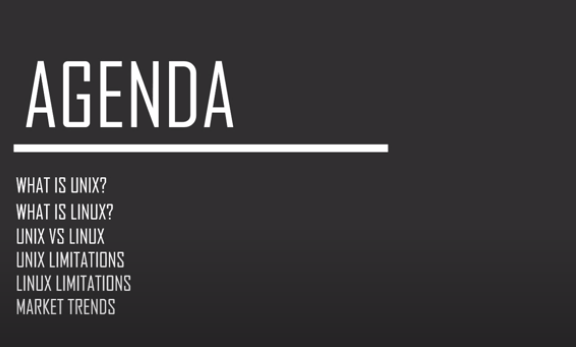 AGENDA
WHAT IS UNIX?
WHAT IS LINUX?
UNIX VS LINUX
UNIX LIMITATIONS
LINUX LIMITATIONS
MARKET TRENDS